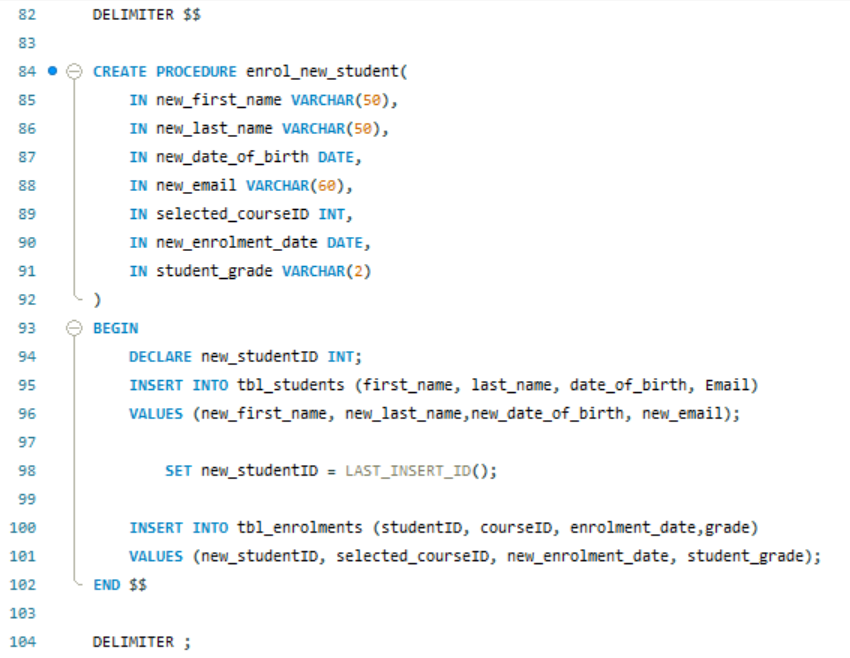 82 DELIMITER $$
83
84 CREATE PROCEDURE enrol_new_student(
85 IN new_first_name VARCHAR(50),
86 IN new_last_name VARCHAR(50),
87 IN new_date_of_birth DATE,
88 IN new_email VARCHAR(60),
89 IN selected_courseID INT,
90 IN new_enrolment_date DATE,
91 IN student_grade VARCHAR(2)
92 )
93 BEGIN
94 DECLARE new_studentID INT;
95 INSERT INTO tbl_students (first_name, last_name, date_of_birth, Email)
96 VALUES (new_first_name, new_last_name,new_date_of_birth, new_email);
97
98 SET new_studentID = LAST_INSERT_ID();
99
100 INSERT INTO tbl_enrolments (studentID, courseID, enrolment_date,grade)
101 VALUES (new_studentID, selected_courseID, new_enrolment_date, student_grade);
102 END $$
103
104 DELIMITER ;